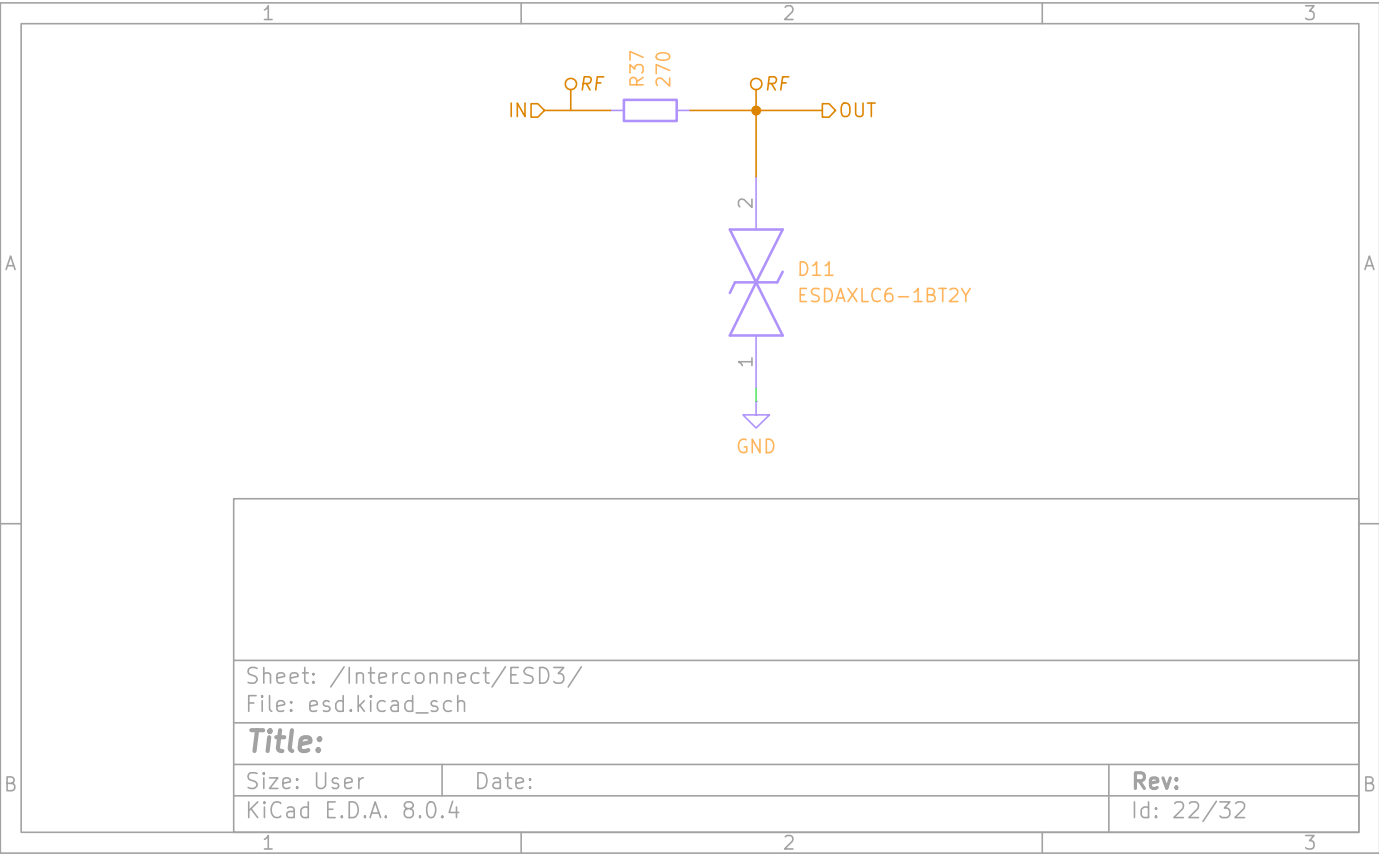 1 2 3
R37
270
RF
RF
IN
OUT
2
A
A
D11
ESDAXLC6-1BT2Y
1
GND
Sheet: /Interconnect/ESD3/
File: esd.kicad_sch
Title:
Size: User Date: Rev:
B
B
KiCad E.D.A. 8.0.4 Id: 22/32
1 2 3